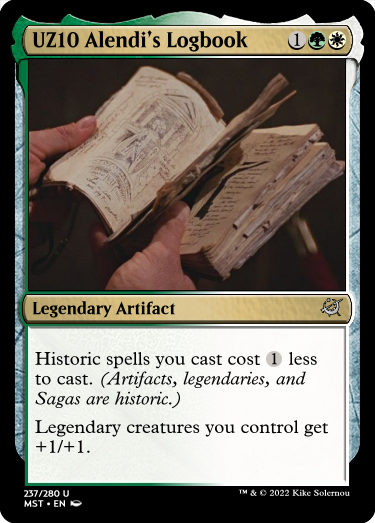 UZ10 Alendi's Logbook 1
Legendary Artifact
Historic spells you cast cost 1 less
to cast. (Artifacts, legendaries, and
Sagas are historic.)
Legendary creatures you control get
+1/+1.
237/280 U
MST • EN
™ & © 2022 Kike Solernou